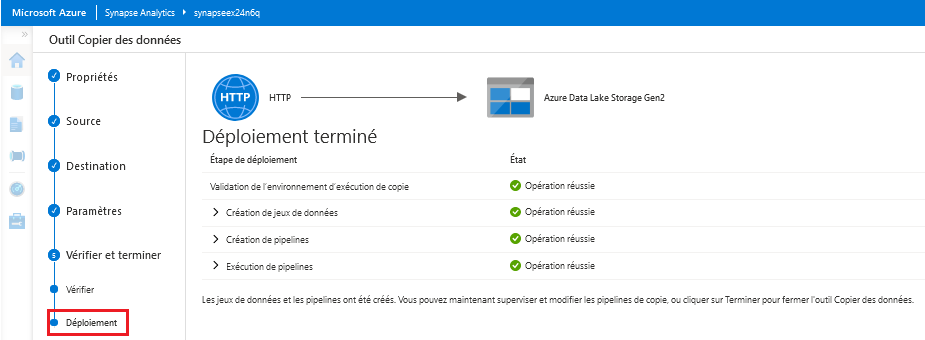 Microsoft Azure
Synapse Analytics
synapseex24n6q
Outil Copier des données
Propriétés
Source
Destination
Paramètres
5 Vérifier et terminer
Vérifier
Déploiement
HTTP HTTP Azure Data Lake Storage Gen2
Déploiement terminé
Étape de déploiement État
Validation de l'environnement d'exécution de copie Opération réussie
Création de jeux de données Opération réussie
Création de pipelines Opération réussie
Exécution de pipelines Opération réussie
Les jeux de données et les pipelines ont été créés. Vous pouvez maintenant superviser et modifier les pipelines de copie, ou cliquer sur Terminer pour fermer l'outil Copier des données.